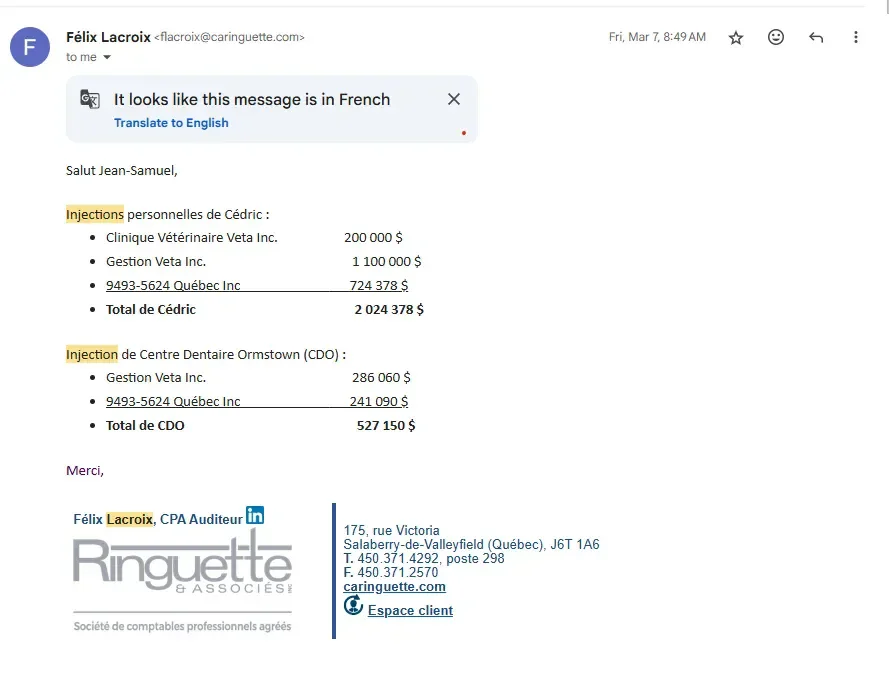 F
Félix Lacroix <flacroix@caringuette.com>
Fri, Mar 7, 8:49 AM
to me
It looks like this message is in French
Translate to English
Salut Jean-Samuel,
Injections personnelles de Cédric :
• Clinique Vétérinaire Veta Inc. 200 000 $
• Gestion Veta Inc. 1 100 000 $
• 9493-5624 Québec Inc 724 378 $
• Total de Cédric 2 024 378 $
Injection de Centre Dentaire Ormstown (CDO) :
• Gestion Veta Inc. 286 060 $
• 9493-5624 Québec Inc 241 090 $
• Total de CDO 527 150 $
Merci,
Félix Lacroix, CPA Auditeur in
Ringuette
& ASSOCIÉS
Société de comptables professionnels agréés
175, rue Victoria
Salaberry-de-Valleyfield (Québec), J6T 1A6
T. 450.371.4292, poste 298
F. 450.371.2570
caringuette.com
Espace client